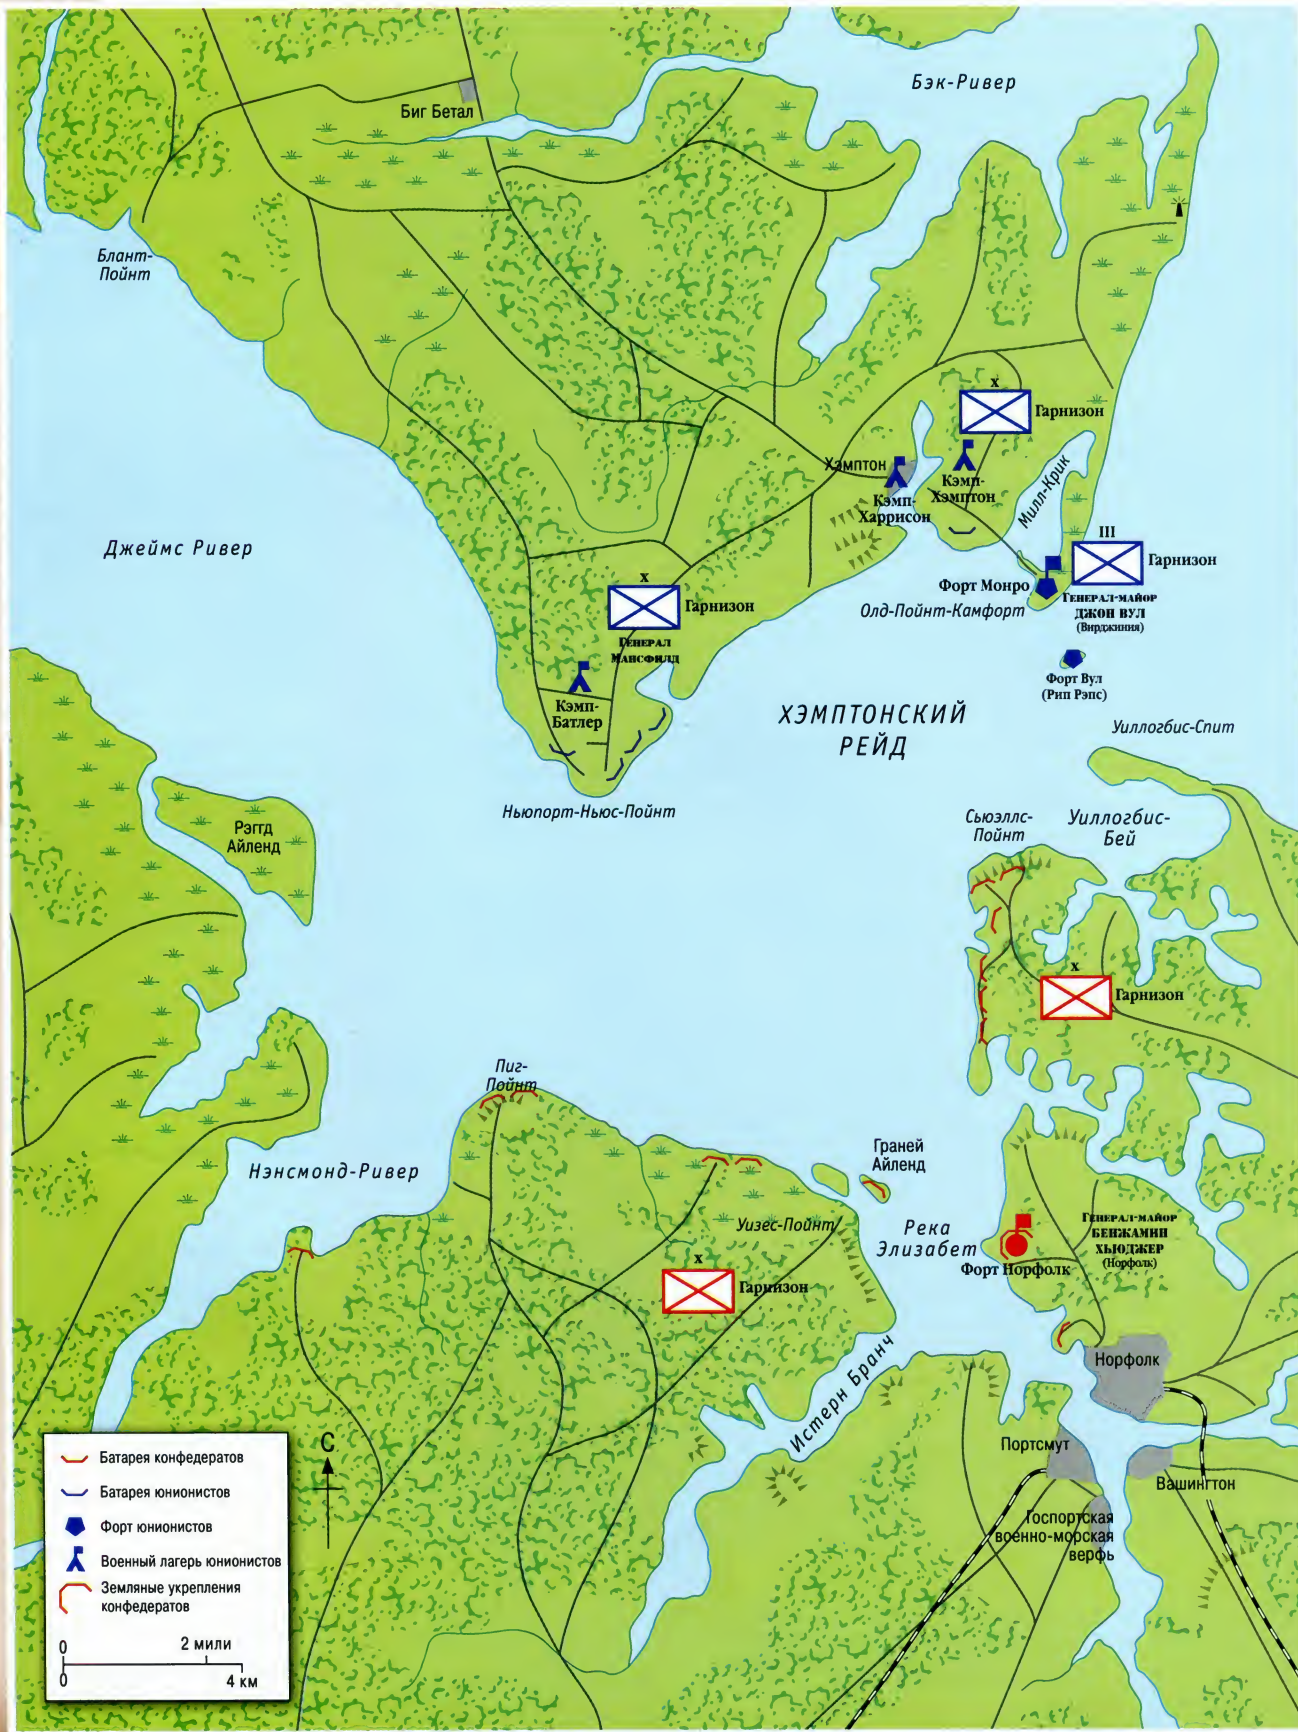 Бэк-Ривер
Биг Бетал
Блант-
Пойнт
x
Гарнизон
Хэмптон
Кэмп-
Хэмптон
Кэмп-
Харрисон
Милл-Крик
III
Гарнизон
Джеймс Ривер
Форт Монро
Генерал-майор
ДЖОН ВУЛ
(Вирджиния)
Олд-Пойнт-Камфорт
x
Гарнизон
Генерал
Мансфилд
Форт Вул
(Рип Рэпс)
Кэмп-
Батлер
ХЭМПТОНСКИЙ
РЕЙД
Уиллогбис-Спит
Ньюпорт-Ньюс-Пойнт
Сьюэллс-
Пойнт
Уиллогбис-
Бей
Рэггд
Айленд
x
Гарнизон
Пиг-
Пойнт
Граней
Айленд
Нэнсмонд-Ривер
Уизес-Пойнт
Река
Элизабет
Генерал-майор
БЕНЖАМИН
ХЬЮДЖЕР
(Норфолк)
Форт Норфолк
x
Гарнизон
Истерн Бранч
Норфолк
Портсмут
Вашингтон
Госпортская
военно-морская
верфь
С
Батарея конфедератов
Батарея юнионистов
Форт юнионистов
Военный лагерь юнионистов
Земляные укрепления
конфедератов
0 2 мили
0 4 км